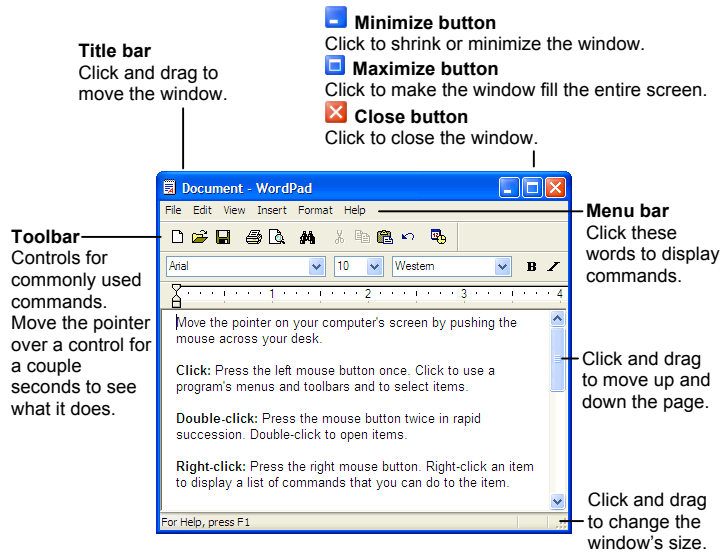 Minimize button
Click to shrink or minimize the window.
Maximize button
Click to make the window fill the entire screen.
Close button
Click to close the window.
Title bar
Click and drag to
move the window.
Document - WordPad
File Edit View Insert Format Help
Menu bar
Click these
words to display
commands.
Toolbar
Controls for
commonly used
commands.
Move the pointer
over a control for
a couple
seconds to see
what it does.
Arial 10 Western B I
1 2 3 4
Move the pointer on your computer's screen by pushing the
mouse across your desk.
Click: Press the left mouse button once. Click to use a
program's menus and toolbars and to select items.
Double-click: Press the mouse button twice in rapid
succession. Double-click to open items.
Right-click: Press the right mouse button. Right-click an item
to display a list of commands that you can do to the item.
Click and drag
to move up and
down the page.
For Help, press F1
Click and drag
to change the
window's size.